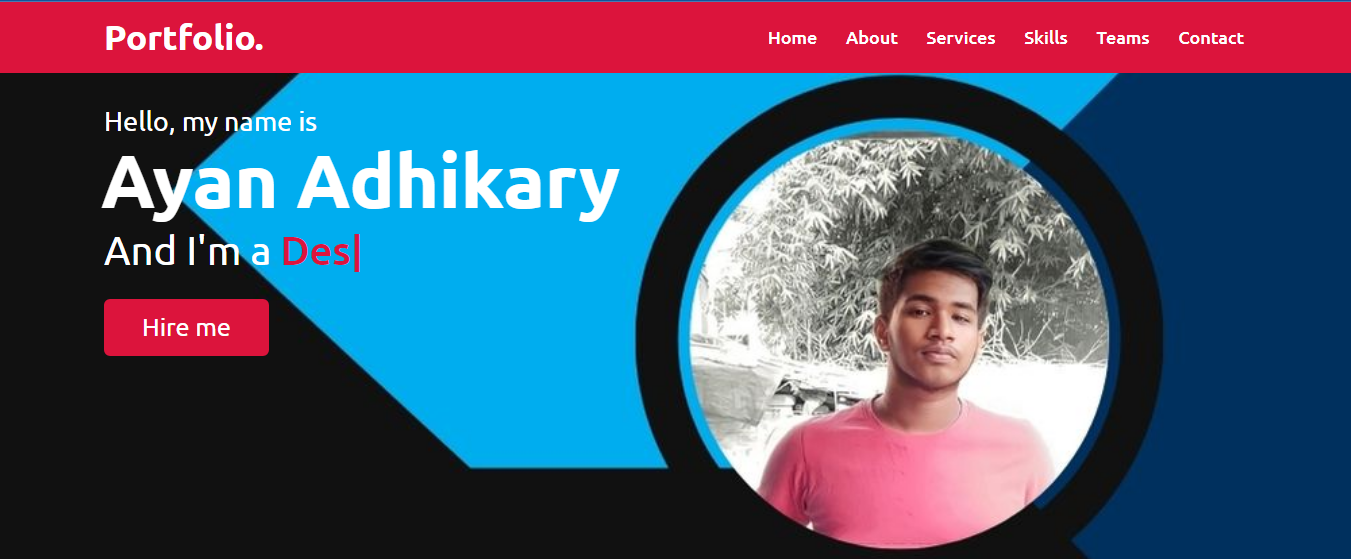 Portfolio.
Home About Services Skills Teams Contact
Hello, my name is
Ayan Adhikary
And I'm a Des|
Hire me